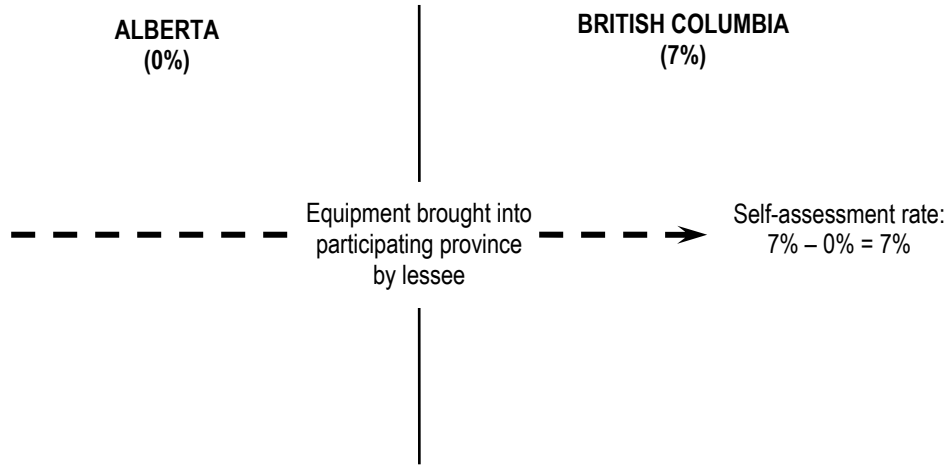 ALBERTA
(0%)
BRITISH COLUMBIA
(7%)
Equipment brought into
participating province
by lessee
Self-assessment rate:
7% – 0% = 7%